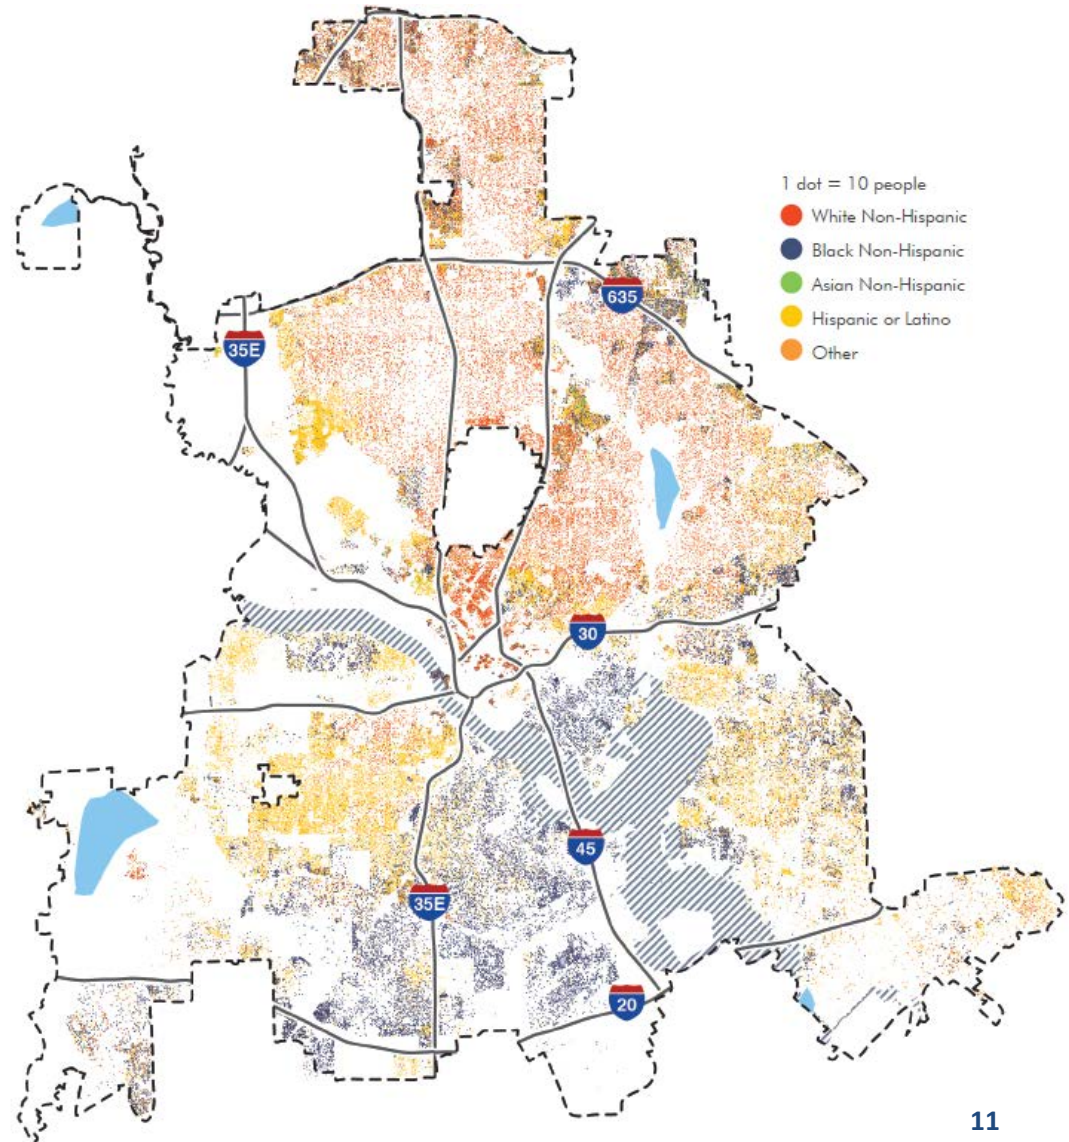 1 dot = 10 people
White Non-Hispanic
Black Non-Hispanic
Asian Non-Hispanic
Hispanic or Latino
Other
635
35E
30
45
35E
20
11